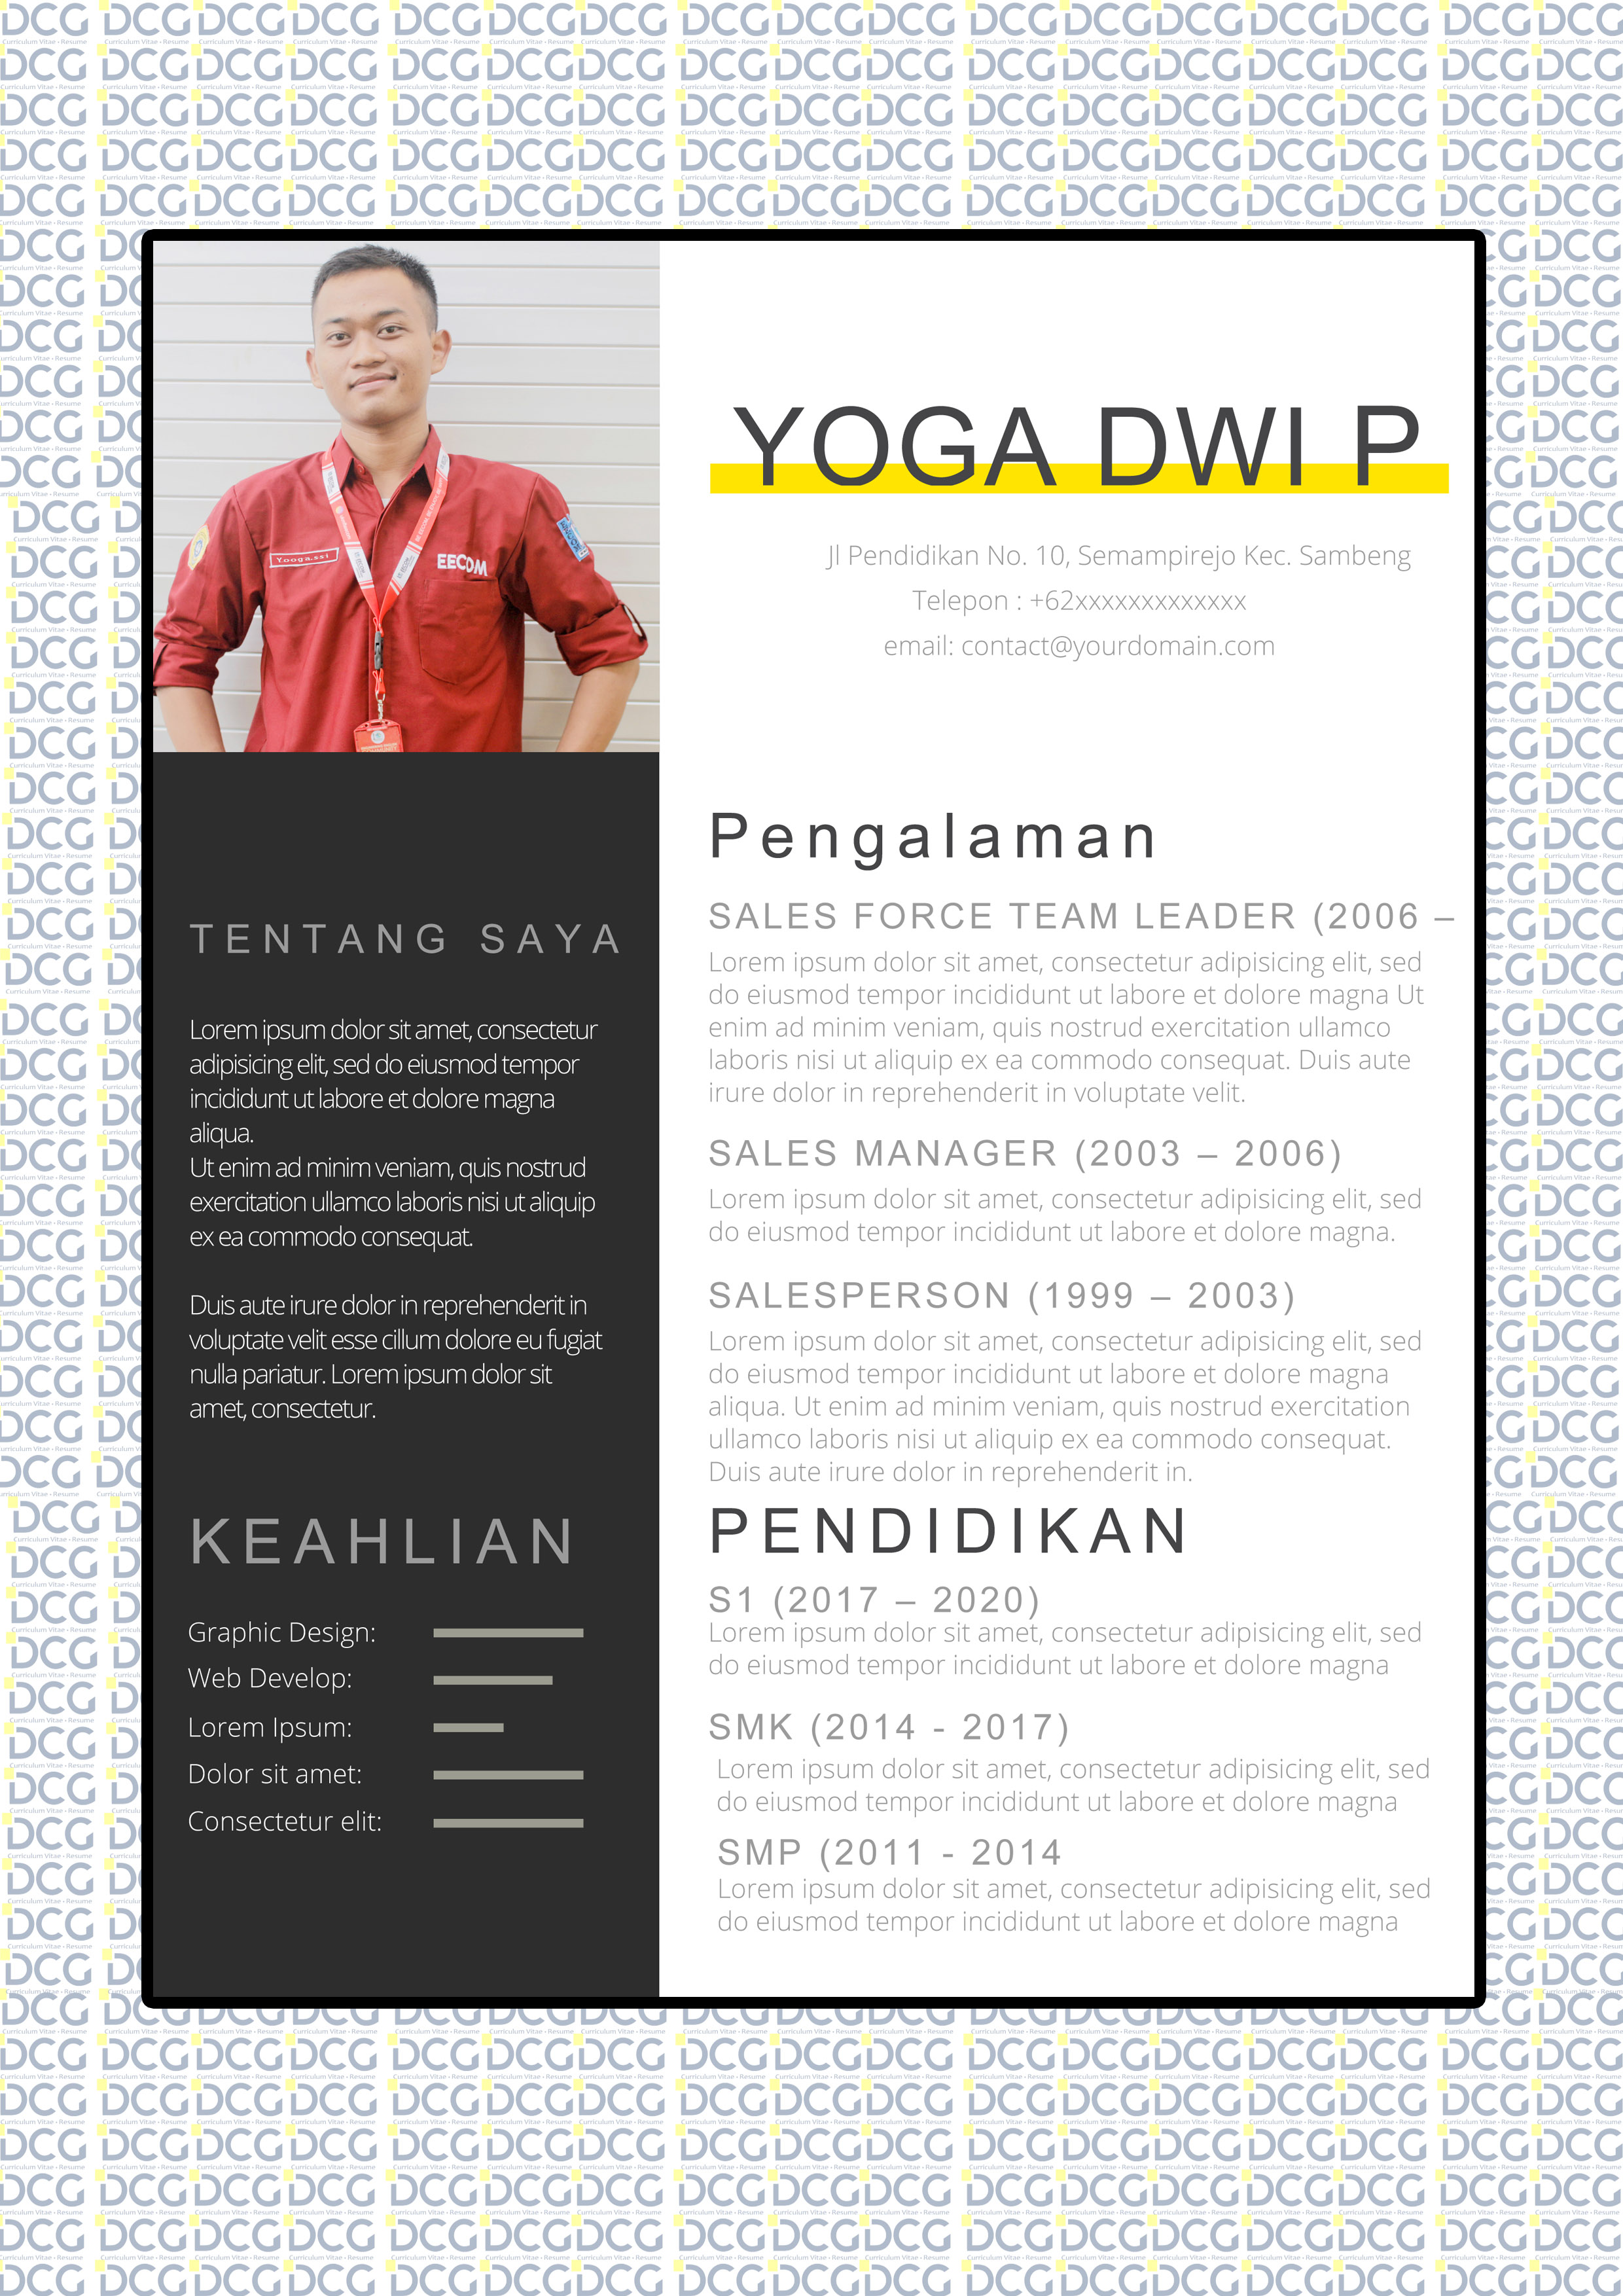 DCG
Curriculum Vitae • Resume
Yooga.ssi
EECOM
YOGA DWI P
Jl Pendidikan No. 10, Semampirejo Kec. Sambeng
Telepon : +62xxxxxxxxxxxxx
email: contact@yourdomain.com
TENTANG SAYA
Lorem ipsum dolor sit amet, consectetur
adipisicing elit, sed do eiusmod tempor
incididunt ut labore et dolore magna
aliqua.
Ut enim ad minim veniam, quis nostrud
exercitation ullamco laboris nisi ut aliquip
ex ea commodo consequat.
Duis aute irure dolor in reprehenderit in
voluptate velit esse cillum dolore eu fugiat
nulla pariatur. Lorem ipsum dolor sit
amet, consectetur.
KEAHLIAN
Graphic Design:
Web Develop:
Lorem Ipsum:
Dolor sit amet:
Consectetur elit:
Pengalaman
SALES FORCE TEAM LEADER (2006 –
Lorem ipsum dolor sit amet, consectetur adipisicing elit, sed
do eiusmod tempor incididunt ut labore et dolore magna Ut
enim ad minim veniam, quis nostrud exercitation ullamco
laboris nisi ut aliquip ex ea commodo consequat. Duis aute
irure dolor in reprehenderit in voluptate velit.
SALES MANAGER (2003 – 2006)
Lorem ipsum dolor sit amet, consectetur adipisicing elit, sed
do eiusmod tempor incididunt ut labore et dolore magna.
SALESPERSON (1999 – 2003)
Lorem ipsum dolor sit amet, consectetur adipisicing elit, sed
do eiusmod tempor incididunt ut labore et dolore magna
aliqua. Ut enim ad minim veniam, quis nostrud exercitation
ullamco laboris nisi ut aliquip ex ea commodo consequat.
Duis aute irure dolor in reprehenderit in.
PENDIDIKAN
S1 (2017 – 2020)
Lorem ipsum dolor sit amet, consectetur adipisicing elit, sed
do eiusmod tempor incididunt ut labore et dolore magna
SMK (2014 - 2017)
Lorem ipsum dolor sit amet, consectetur adipisicing elit, sed
do eiusmod tempor incididunt ut labore et dolore magna
SMP (2011 - 2014
Lorem ipsum dolor sit amet, consectetur adipisicing elit, sed
do eiusmod tempor incididunt ut labore et dolore magna